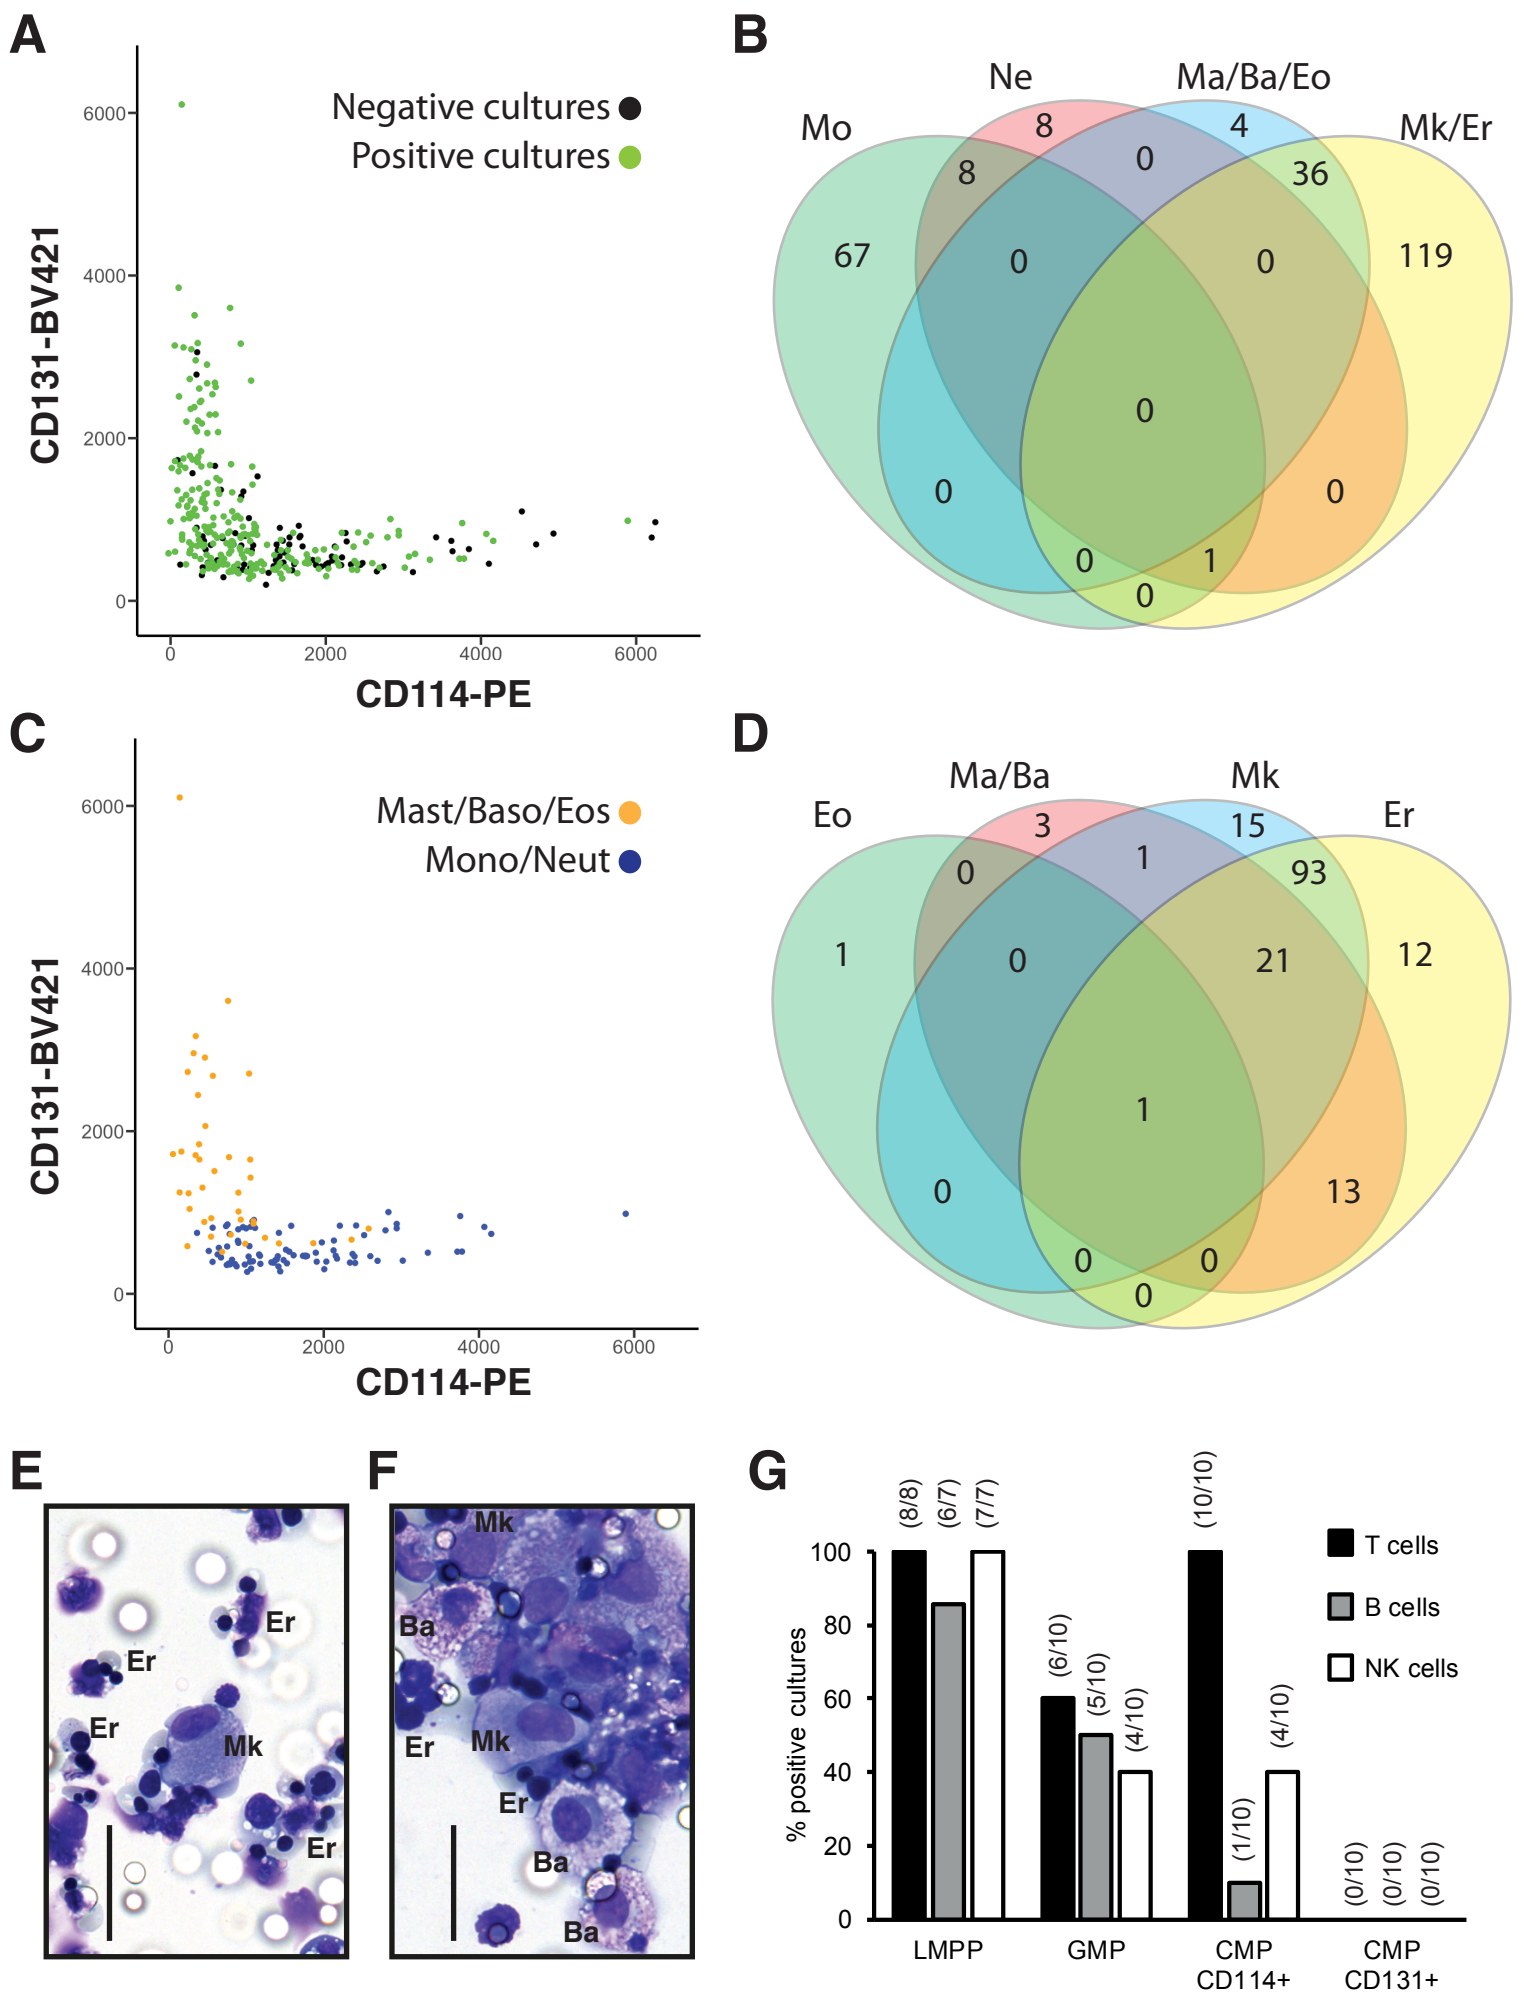 A
Negative cultures
Positive cultures
6000
4000
2000
0
0 2000 4000 6000
CD131-BV421
CD114-PE
B
Mo
Ne
Ma/Ba/Eo
Mk/Er
8
4
0
8
36
67
0
0
119
0
0
0
0
1
0
C
Mast/Baso/Eos
Mono/Neut
6000
4000
2000
0
0 2000 4000 6000
CD131-BV421
CD114-PE
D
Eo
Ma/Ba
Mk
Er
3
15
1
0
93
1
0
21
12
1
0
13
0
0
0
E
Er
Er
Er
Mk
Er
F
Mk
Ba
Er
Mk
Er
Ba
Ba
G
% positive cultures
100
80
60
40
20
0
(8/8)
(6/7)
(7/7)
(6/10)
(5/10)
(4/10)
(10/10)
(1/10)
(4/10)
(0/10)
(0/10)
(0/10)
T cells
B cells
NK cells
LMPP
GMP
CMP
CD114+
CMP
CD131+